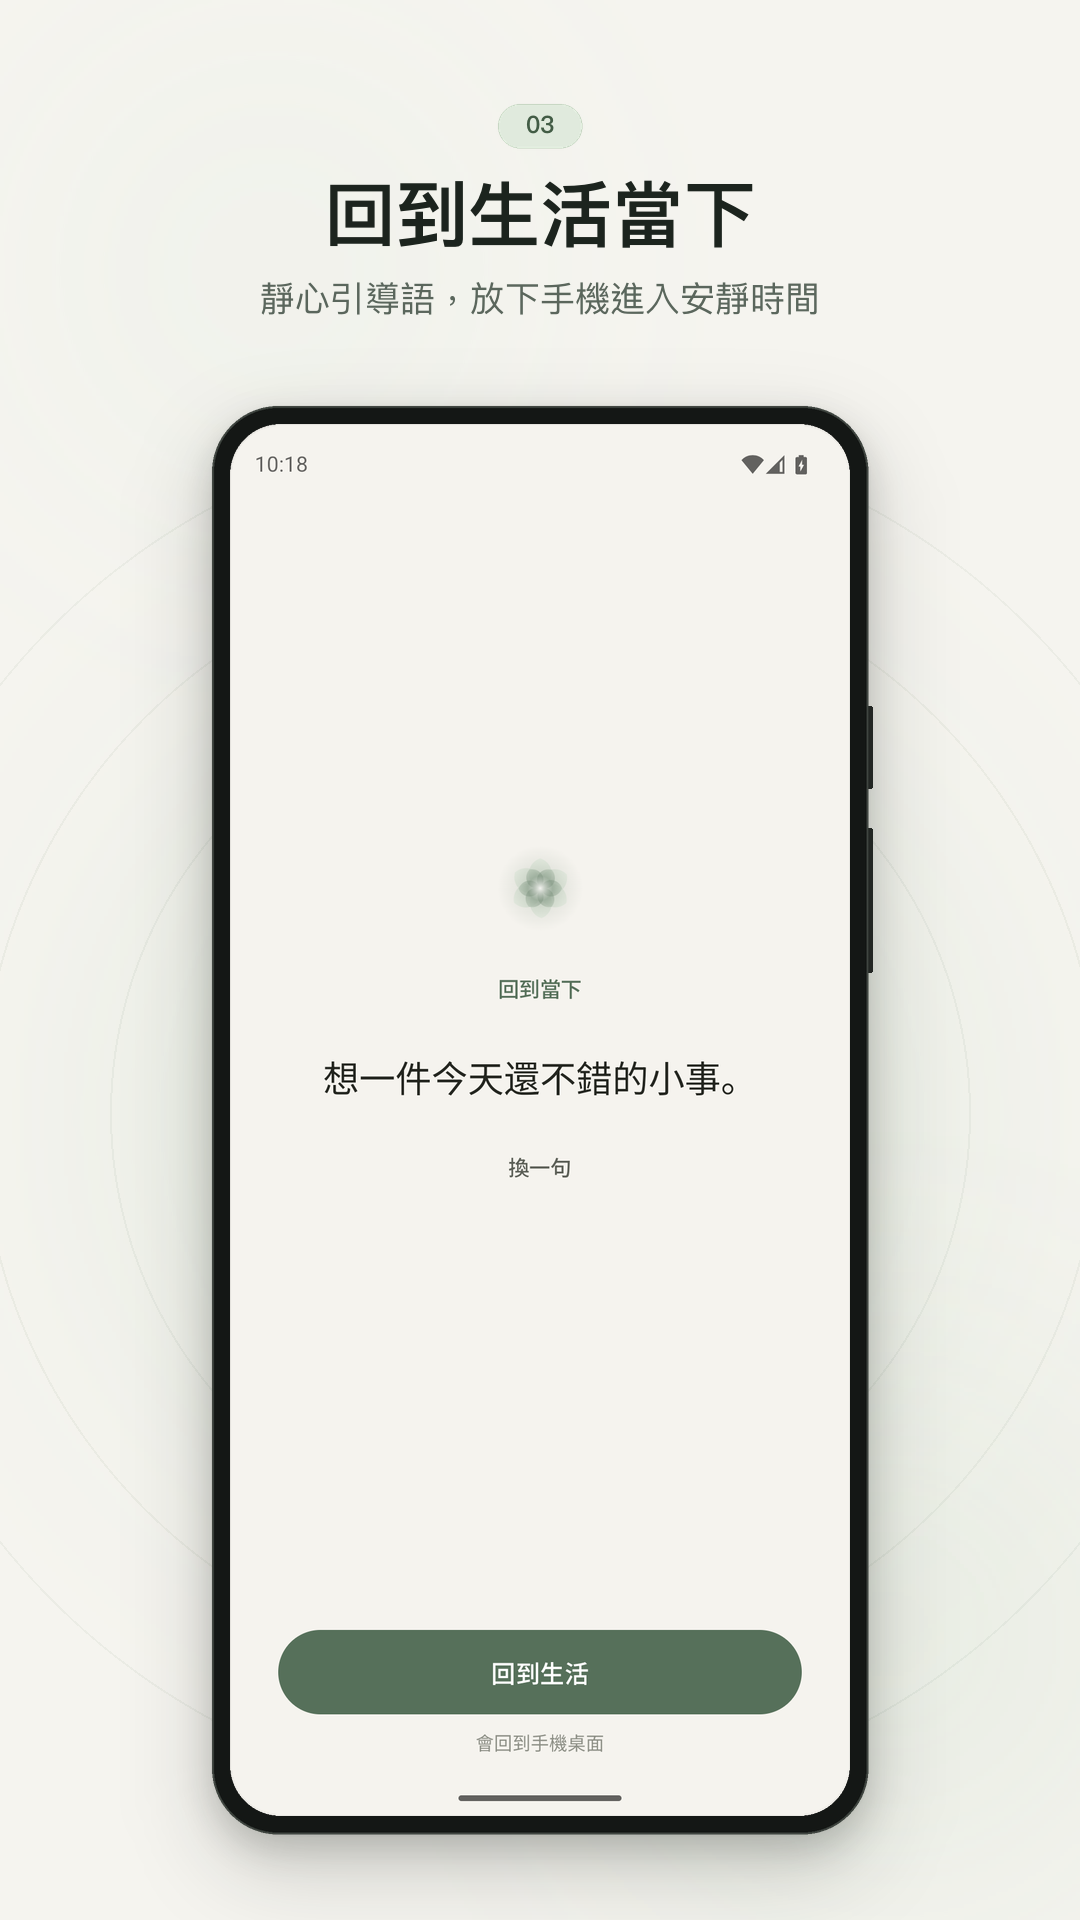 03
回到生活當下
靜心引導語，放下手機進入安靜時間
10:18
回到當下
想一件今天還不錯的小事。
換一句
回到生活
會回到手機桌面